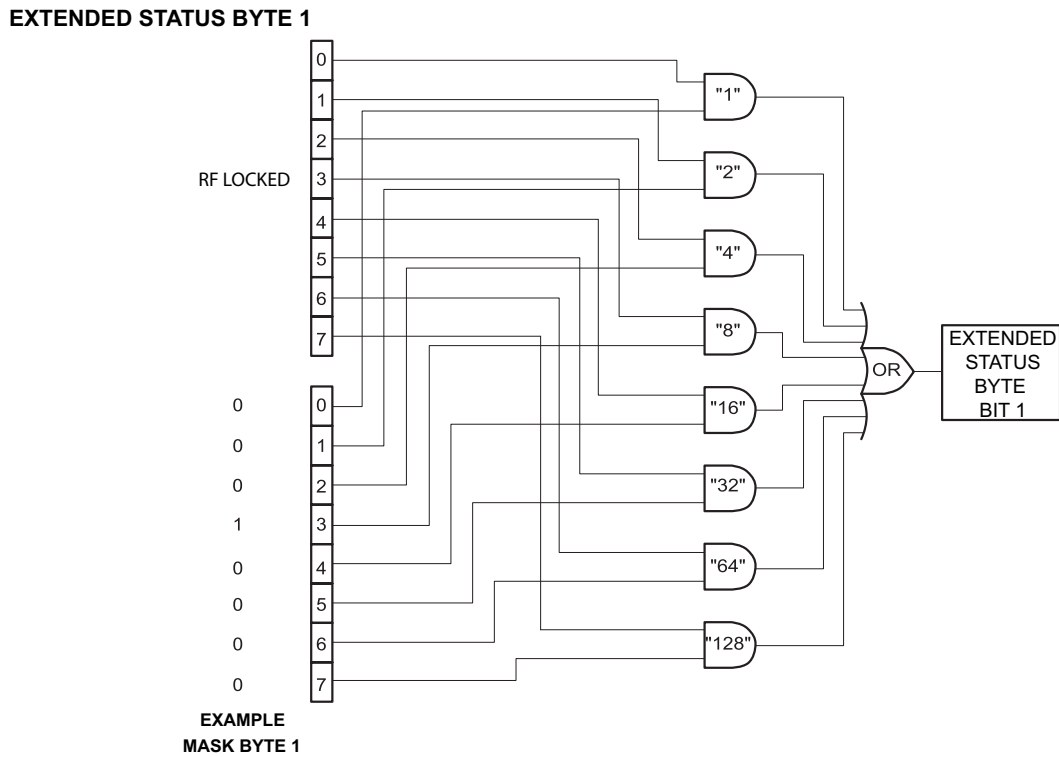 EXTENDED STATUS BYTE 1
0
1
2
RF LOCKED 3
4
5
6
7
0 0
0 1
0 2
1 3
0 4
0 5
0 6
0 7
EXAMPLE
MASK BYTE 1
"1"
"2"
"4"
"8"
"16"
"32"
"64"
"128"
OR
EXTENDED
STATUS
BYTE
BIT 1